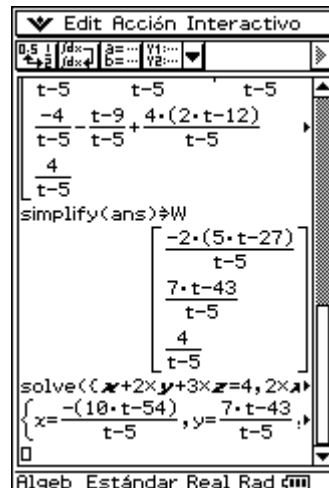 Edit Acción Interactivo
t-5 t-5 t-5
-4/t-5 - t-9/t-5 + 4·(2·t-12)/t-5
4/t-5
simplify(ans)⇒W
-2·(5·t-27)/t-5
7·t-43/t-5
4/t-5
solve({x+2×y+3×z=4,2×
{x=-(10·t-54)/t-5, y=7·t-43/t-5,
Algeb Estándar Real Rad